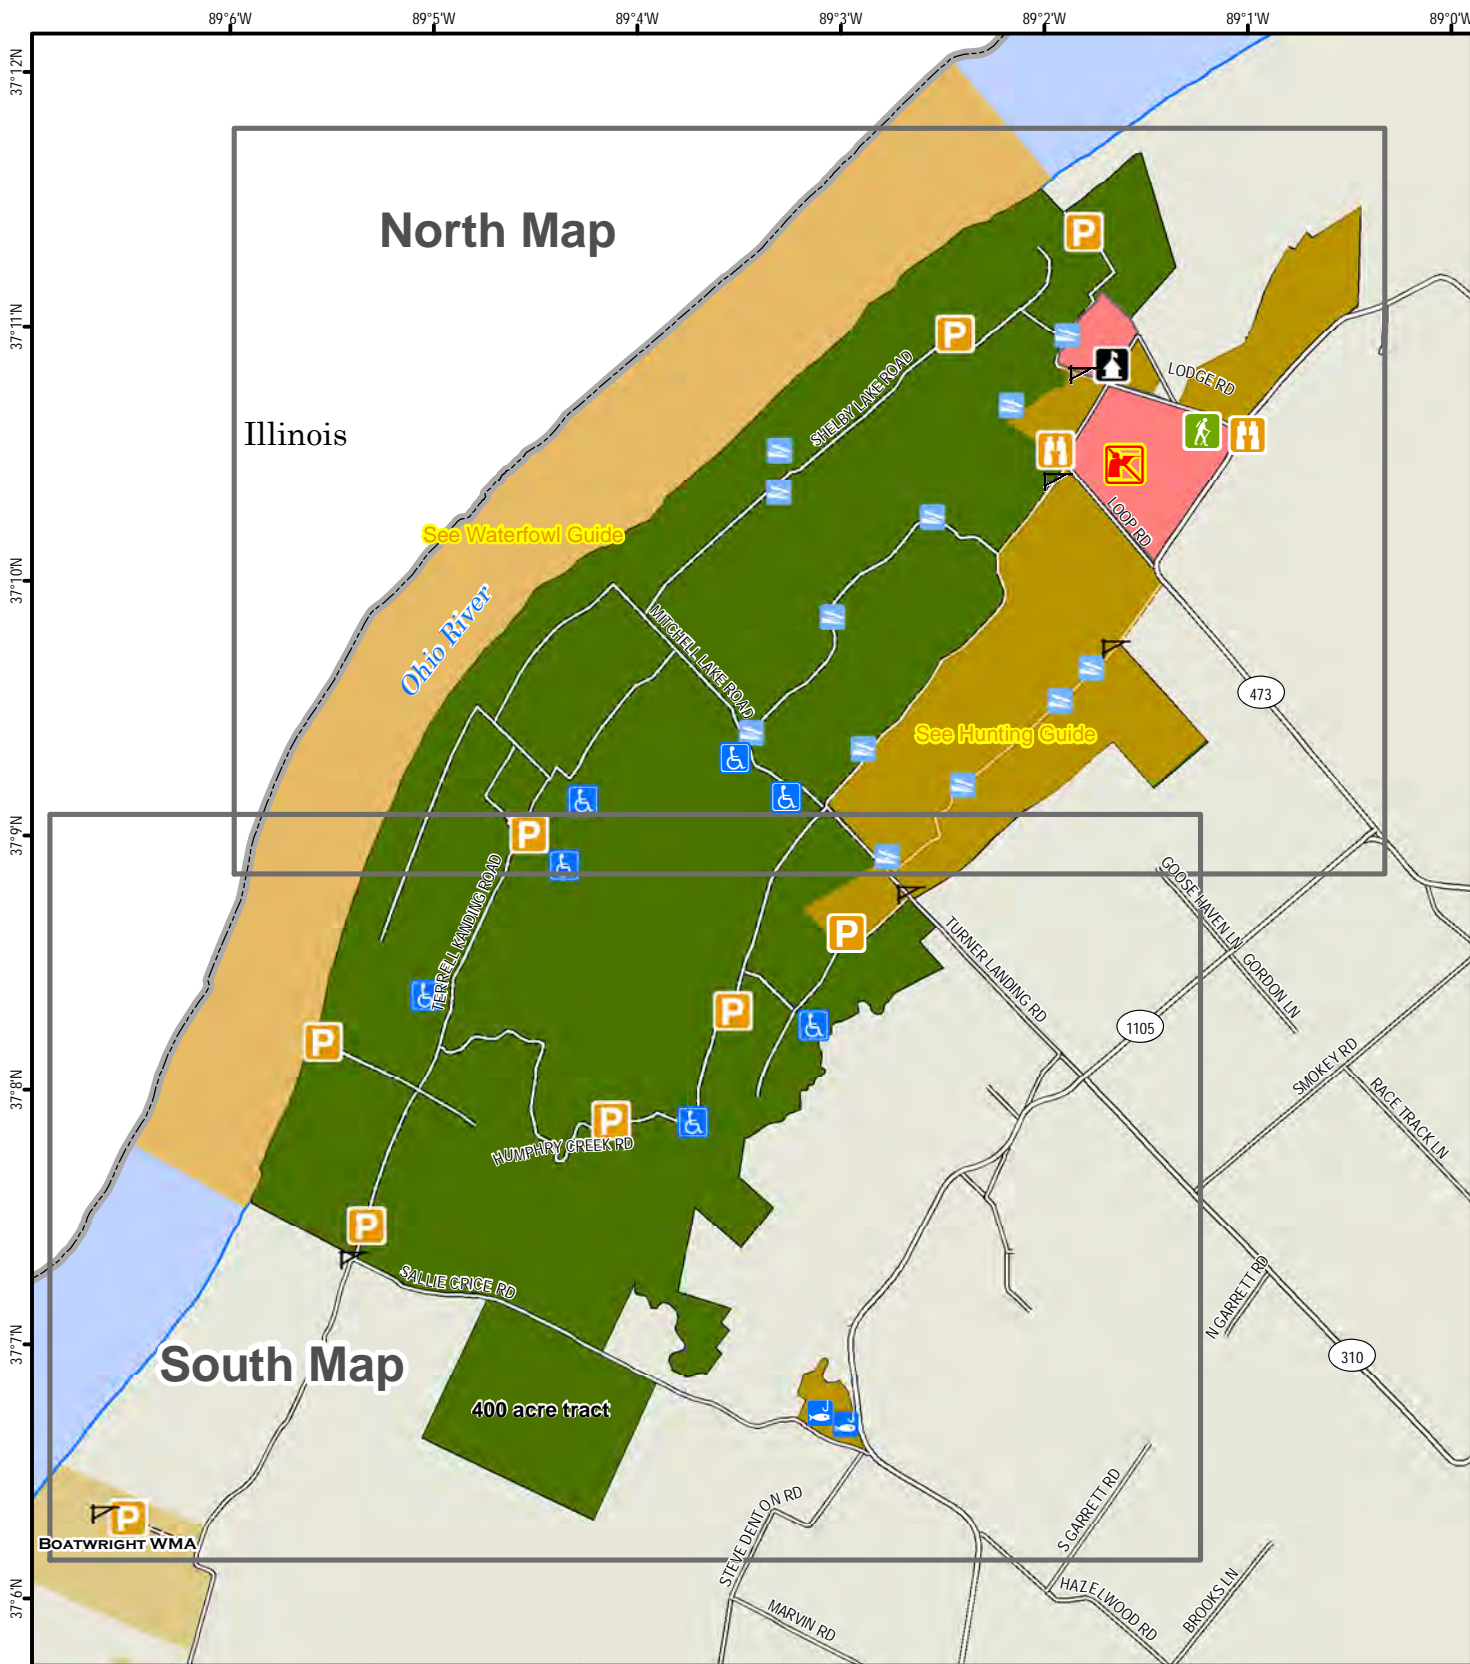 89°6'W
89°5'W
89°4'W
89°3'W
89°2'W
89°1'W
89°0'W
37°12'N
37°11'N
37°10'N
37°9'N
37°8'N
37°7'N
37°6'N
North Map
P
P
Illinois
SHELBY LAKE ROAD
LODGE RD
LOOP RD
See Waterfowl Guide
Ohio River
MITCHELL LAKE ROAD
473
See Hunting Guide
P
TERRELL KANDING ROAD
P
GOOSE HAVEN LN
GORDON LN
TURNER LANDING RD
P
P
1105
SMOKEY RD
RACE TRACK LN
P
HUMPHRY CREEK RD
P
SALLIE CRICE RD
N GARRETT RD
310
South Map
400 acre tract
P
BOATWRIGHT WMA
STEVE DENTON RD
S GARRETT RD
MARVIN RD
HAZELWOOD RD
BROOKS LN